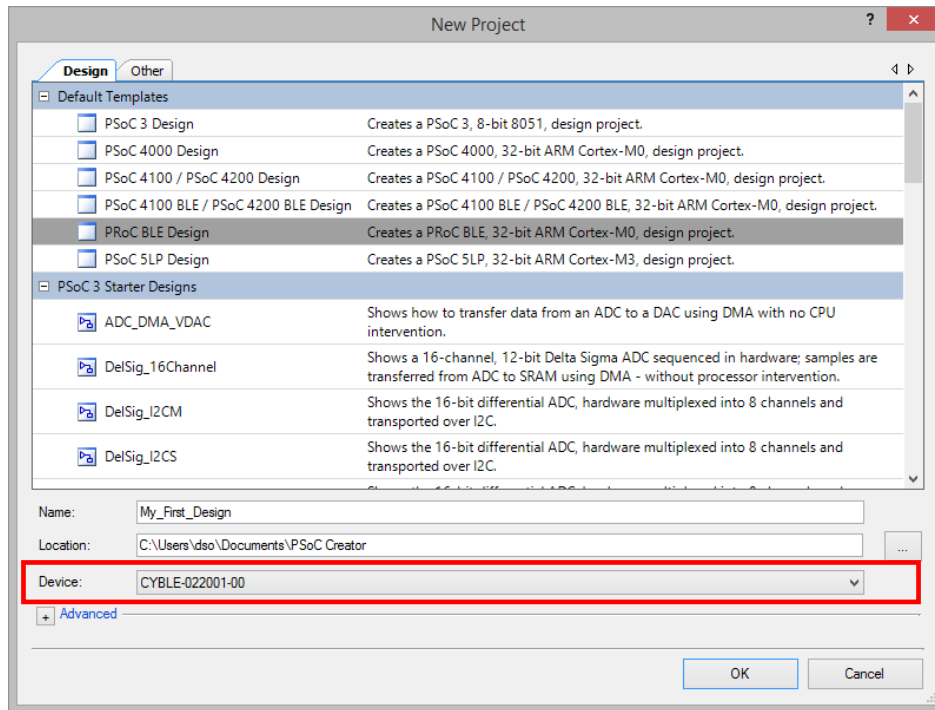 New Project
?
Design
Other
Default Templates
PSoC 3 Design Creates a PSoC 3, 8-bit 8051, design project.
PSoC 4000 Design Creates a PSoC 4000, 32-bit ARM Cortex-M0, design project.
PSoC 4100 / PSoC 4200 Design Creates a PSoC 4100 / PSoC 4200, 32-bit ARM Cortex-M0, design project.
PSoC 4100 BLE / PSoC 4200 BLE Design Creates a PSoC 4100 BLE / PSoC 4200 BLE, 32-bit ARM Cortex-M0, design project.
PRoC BLE Design Creates a PRoC BLE, 32-bit ARM Cortex-M0, design project.
PSoC 5LP Design Creates a PSoC 5LP, 32-bit ARM Cortex-M3, design project.
PSoC 3 Starter Designs
ADC_DMA_VDAC Shows how to transfer data from an ADC to a DAC using DMA with no CPU
intervention.
DelSig_16Channel Shows a 16-channel, 12-bit Delta Sigma ADC sequenced in hardware; samples are
transferred from ADC to SRAM using DMA - without processor intervention.
DelSig_I2CM Shows the 16-bit differential ADC, hardware multiplexed into 8 channels and
transported over I2C.
DelSig_I2CS Shows the 16-bit differential ADC, hardware multiplexed into 8 channels and
transported over I2C.
Name: My_First_Design
Location: C:\Users\dso\Documents\PSoC Creator
...
Device: CYBLE-022001-00
+ Advanced
OK Cancel